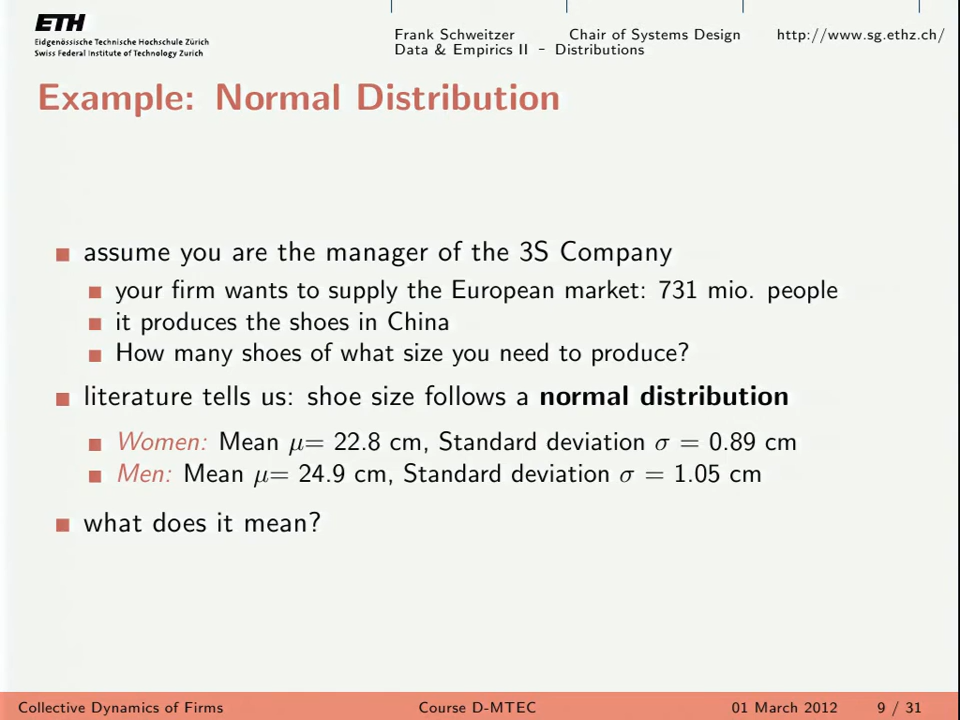 ETH
Eidgenössische Technische Hochschule Zürich
Swiss Federal Institute of Technology Zurich
Frank Schweitzer Chair of Systems Design http://www.sg.ethz.ch/
Data & Empirics II - Distributions
Example: Normal Distribution
assume you are the manager of the 3S Company
your firm wants to supply the European market: 731 mio. people
it produces the shoes in China
How many shoes of what size you need to produce?
literature tells us: shoe size follows a normal distribution
Women: Mean μ= 22.8 cm, Standard deviation σ = 0.89 cm
Men: Mean μ= 24.9 cm, Standard deviation σ = 1.05 cm
what does it mean?
Collective Dynamics of Firms Course D-MTEC 01 March 2012 9 / 31